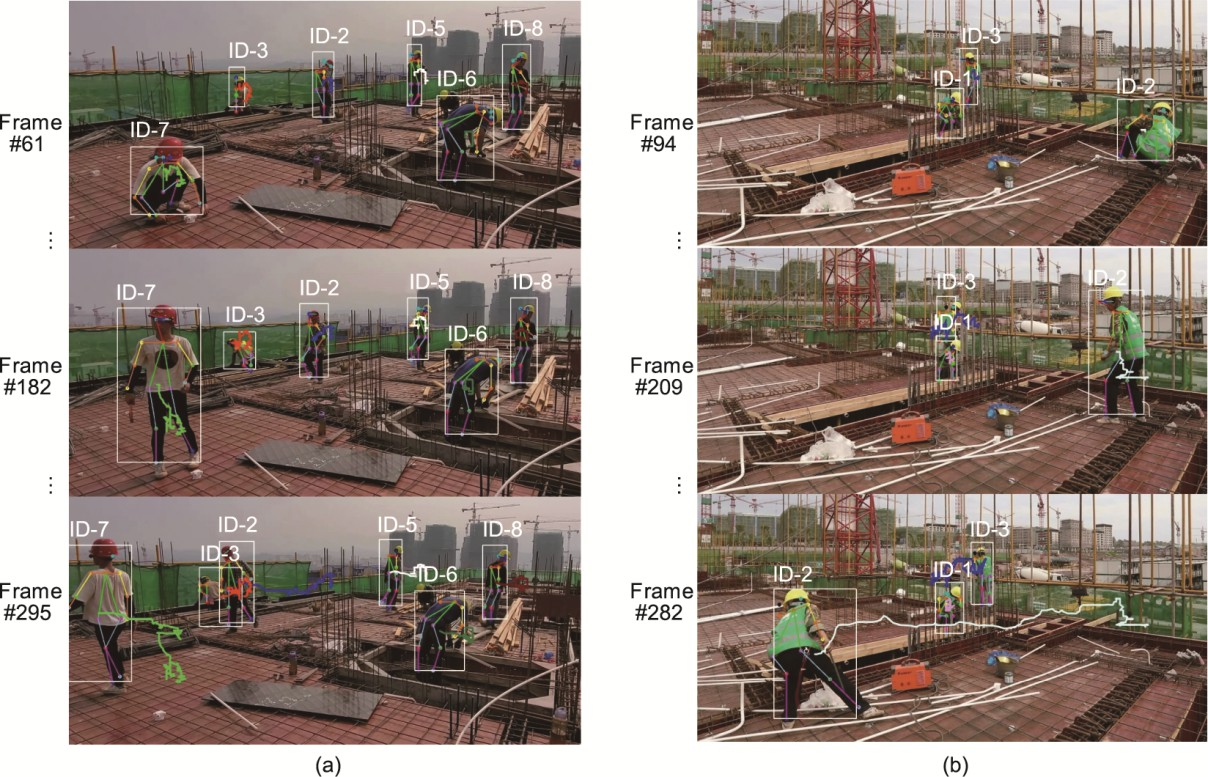 ID-3
ID-2
ID-5
ID-8
ID-6
ID-7
Frame
#61
⋮
ID-7
ID-3
ID-2
ID-5
ID-8
ID-6
Frame
#182
⋮
ID-7
ID-2
ID-3
ID-5
ID-8
ID-6
Frame
#295
(a)
ID-3
ID-1
ID-2
Frame
#94
⋮
ID-3
ID-2
ID-1
Frame
#209
⋮
ID-3
ID-1
ID-2
Frame
#282
(b)